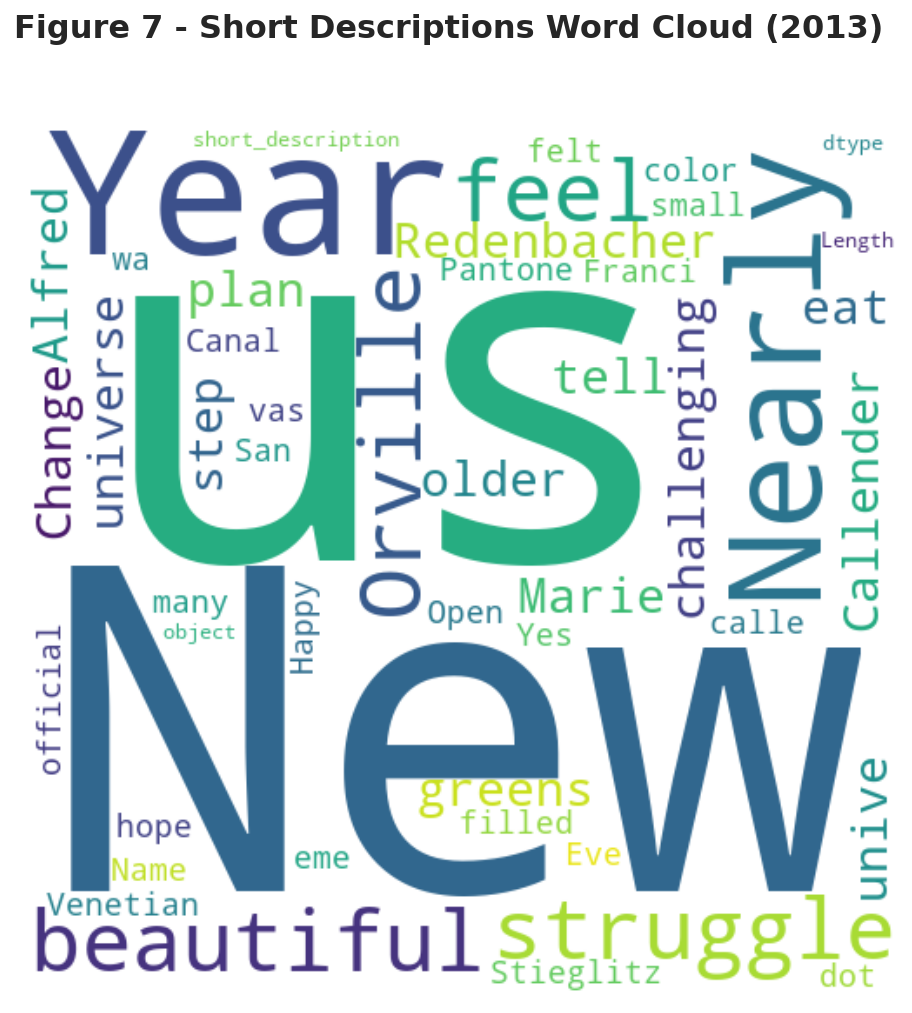 Figure 7 - Short Descriptions Word Cloud (2013)
short_description
dtype
felt
Year
feel
color
small
Nearly
Alfred
Redenbacher
Length
wa
Pantone
Franci
plan
eat
Orville
universe
Canal
us
challenging
tell
Change
step
vas
San
older
Callender
many
object
Happy
Open
Marie
Yes
calle
official
New
greens
hope
filled
unive
Name
eme
Eve
Venetian
beautiful
struggle
Stieglitz
dot